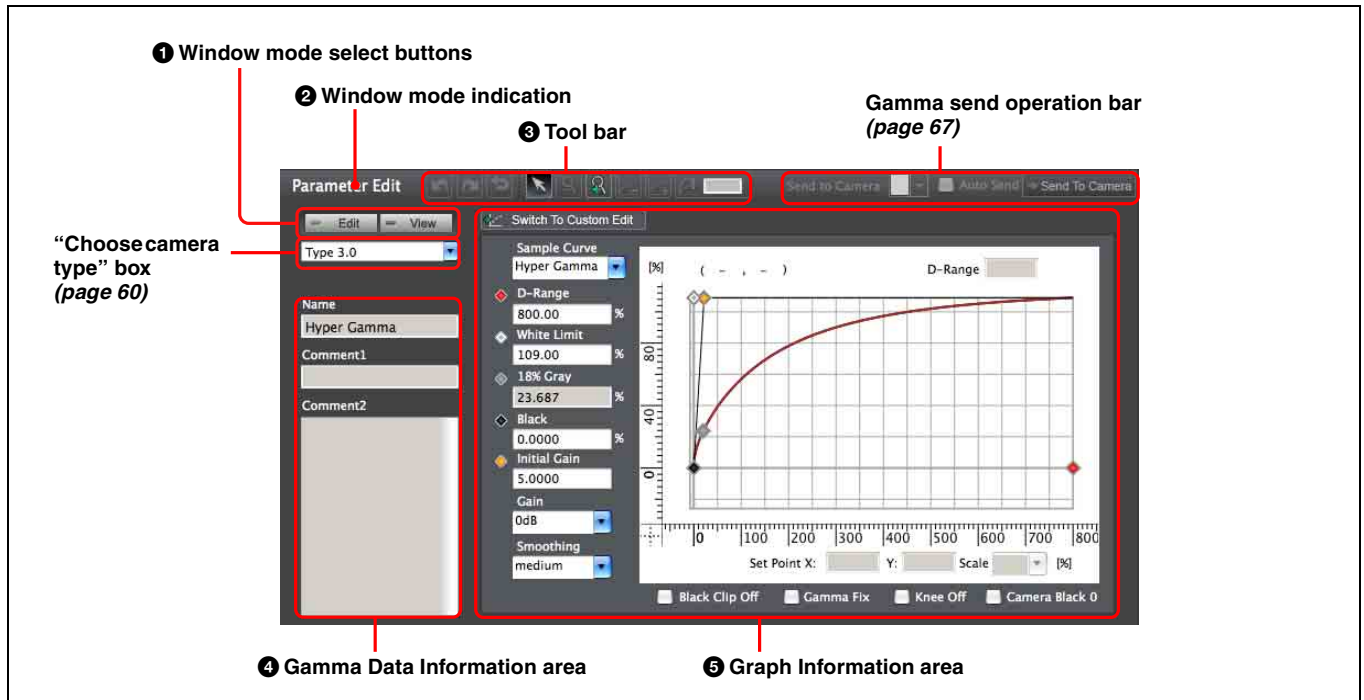 ❶ Window mode select buttons
❷ Window mode indication
❸ Tool bar
Gamma send operation bar
(page 67)
Parameter Edit
Send to Camera
Auto Send
Send To Camera
Edit
View
Switch To Custom Edit
"Choose camera
type" box
(page 60)
Type 3.0
Name
Hyper Gamma
Comment1
Comment2
Sample Curve
Hyper Gamma
D-Range
800.00 %
White Limit
109.00 %
18% Gray
23.687 %
Black
0.0000 %
Initial Gain
5.0000
Gain
0dB
Smoothing
medium
[%] ( - , - ) D-Range
80
40
0
0 100 200 300 400 500 600 700 800
Set Point X: Y: Scale [%]
Black Clip Off Gamma Fix Knee Off Camera Black 0
❹ Gamma Data Information area
❺ Graph Information area